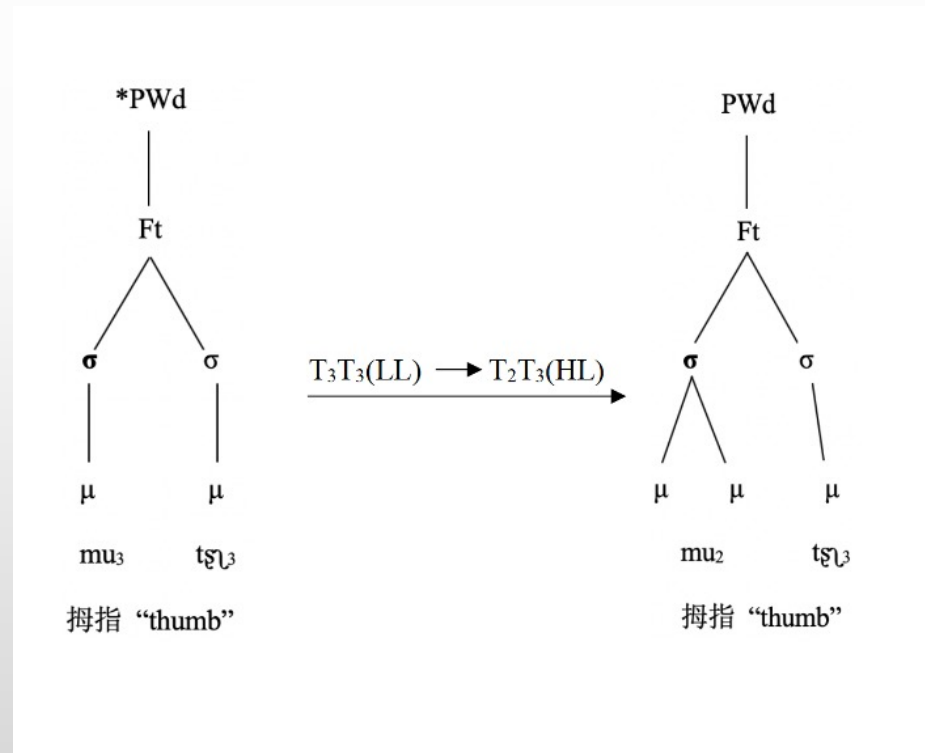 *PWd PWd
Ft Ft
σ σ T₃T₃(LL) → T₂T₃(HL) σ σ
μ μ μ μ μ
mu₃ tʂʅ₃ mu₂ tʂʅ₃
拇指 “thumb” 拇指 “thumb”